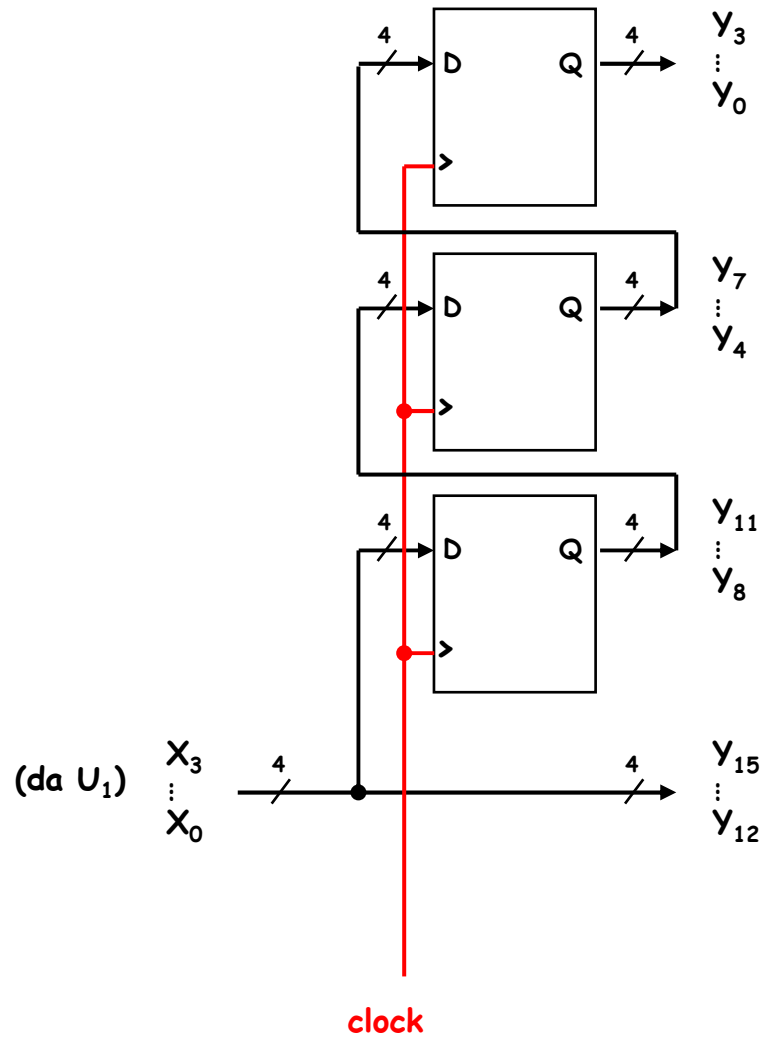 4 4 y₃
D Q ⋮
y₀
>
4 4 y₇
D Q ⋮
y₄
>
4 4 y₁₁
D Q ⋮
y₈
>
(da U₁) X₃ 4 4 y₁₅
⋮ ⋮
X₀ y₁₂
clock